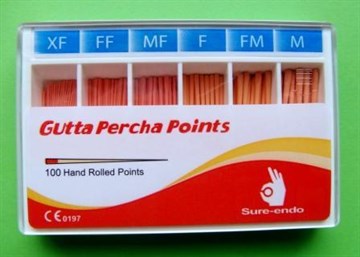 XF FF MF F FM M
Gutta Percha Points
100 Hand Rolled Points
CE 0197
Sure-endo